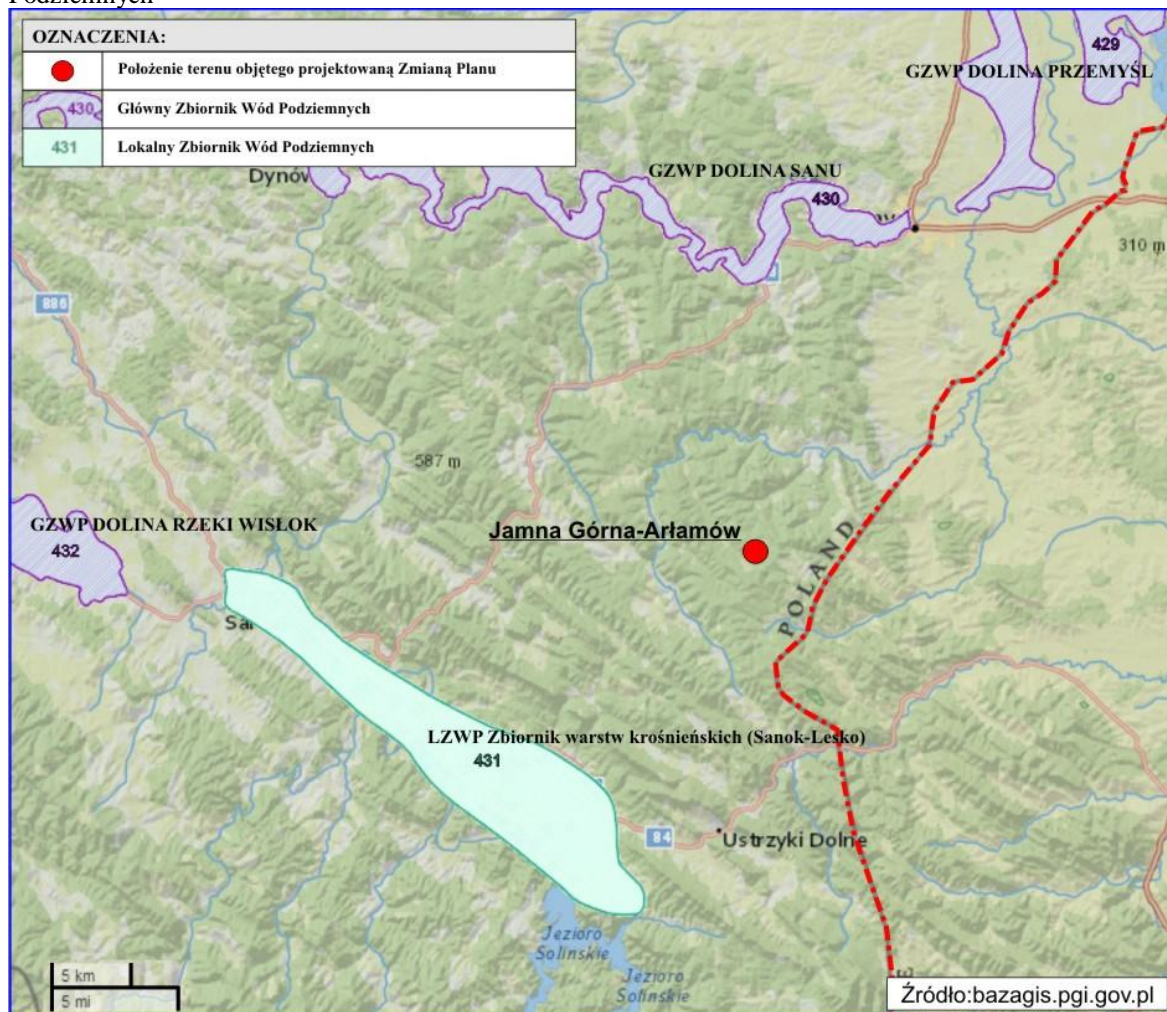 OZNACZENIA:
Położenie terenu objętego projektowaną Zmianą Planu
430
Główny Zbiornik Wód Podziemnych
431
Lokalny Zbiornik Wód Podziemnych
429
GZWP DOLINA PRZEMYŚL
GZWP DOLINA SANU
Dynów
430
310 m
886
587 m
GZWP DOLINA RZEKI WISŁOK
432
Jamna Górna-Arłamów
POLAND
LZWP Zbiornik warstw krośnieńskich (Sanok-Lesko)
431
84
Ustrzyki Dolne
Jezioro
Solinskie
Jezioro
Solinskie
5 km
5 mi
Źródło:bazagis.pgi.gov.pl